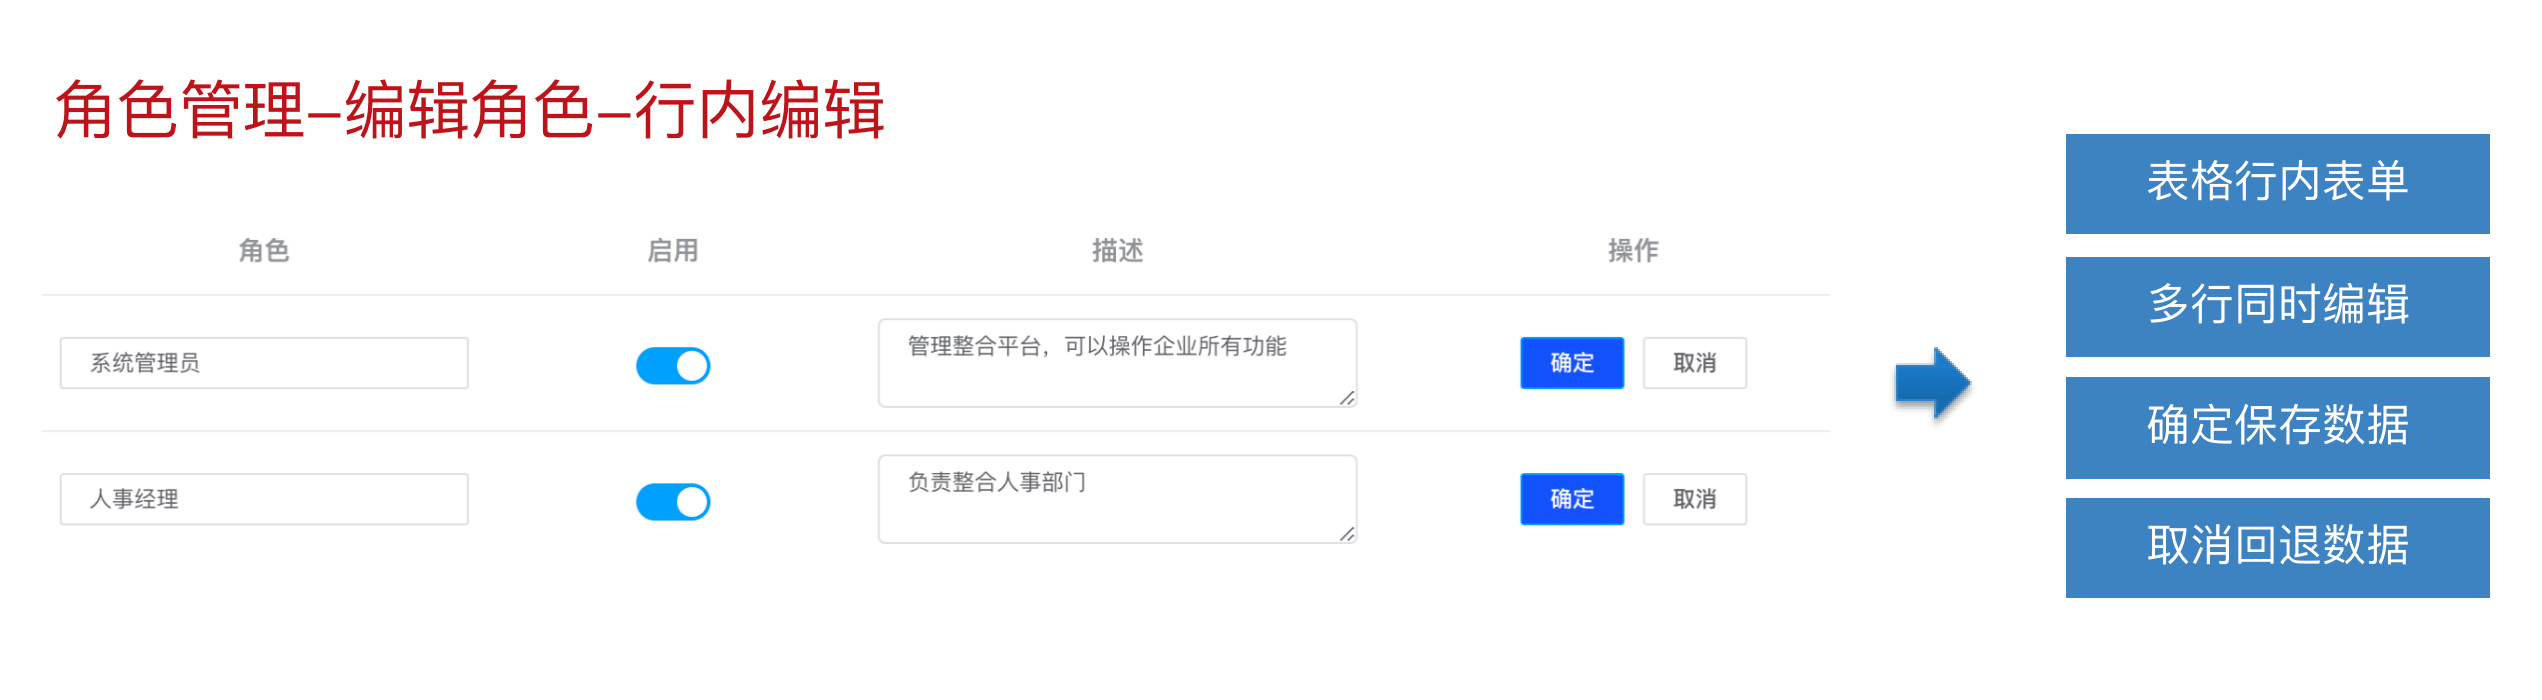 角色管理–编辑角色–行内编辑
角色 启用 描述 操作
系统管理员 管理整合平台，可以操作企业所有功能 确定 取消
人事经理 负责整合人事部门 确定 取消
表格行内表单
多行同时编辑
确定保存数据
取消回退数据